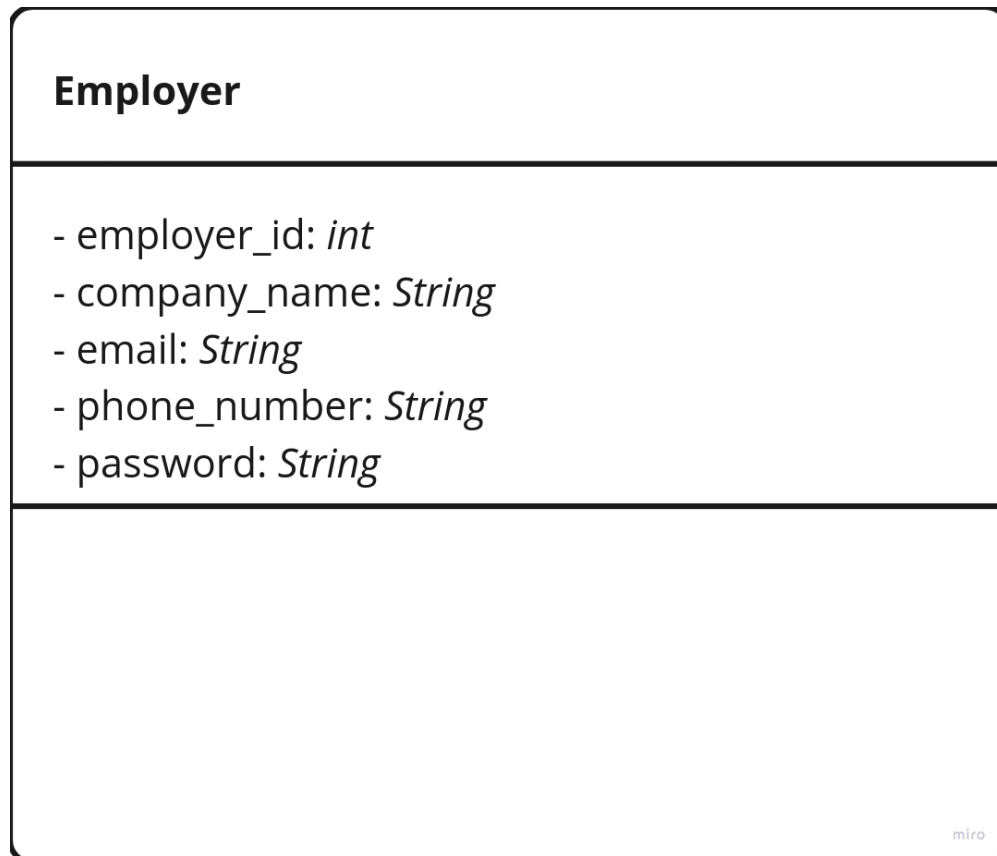 Employer
- employer_id: int
- company_name: String
- email: String
- phone_number: String
- password: String
miro